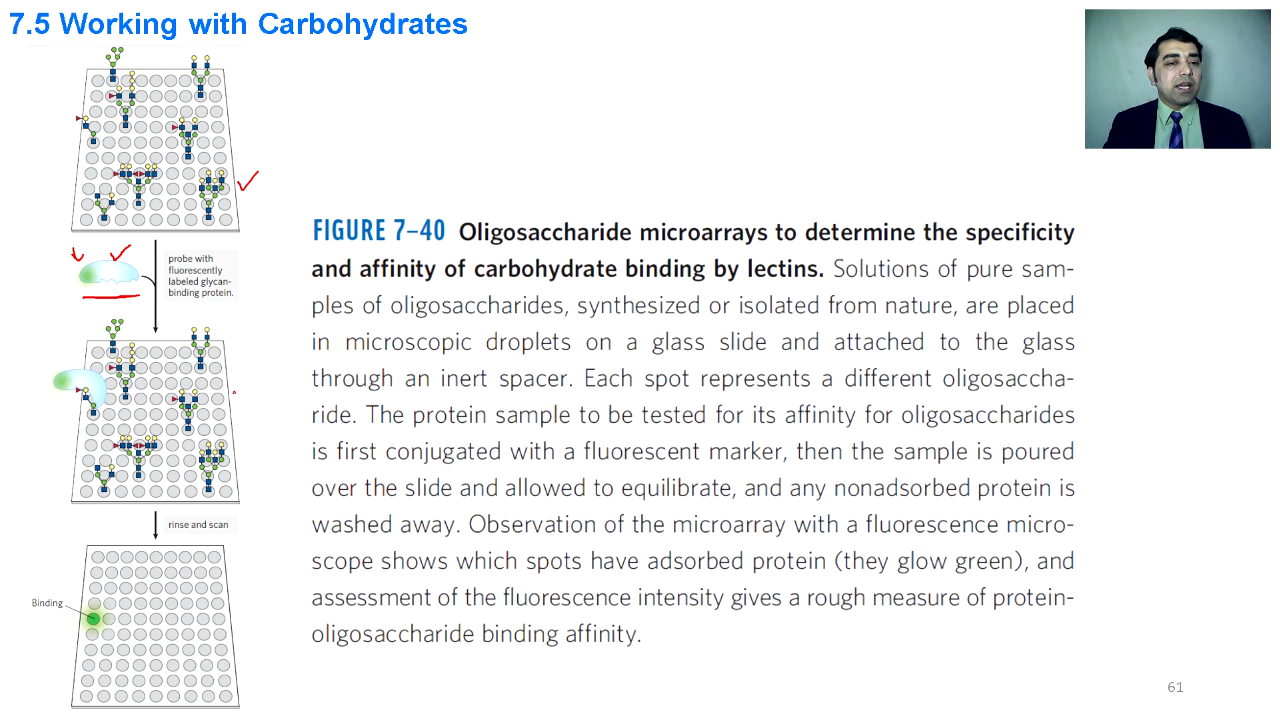 7.5 Working with Carbohydrates
probe with
fluorescently
labeled glycan-
binding protein.
rinse and scan
Binding
FIGURE 7–40 Oligosaccharide microarrays to determine the specificity
and affinity of carbohydrate binding by lectins. Solutions of pure sam-
ples of oligosaccharides, synthesized or isolated from nature, are placed
in microscopic droplets on a glass slide and attached to the glass
through an inert spacer. Each spot represents a different oligosaccha-
ride. The protein sample to be tested for its affinity for oligosaccharides
is first conjugated with a fluorescent marker, then the sample is poured
over the slide and allowed to equilibrate, and any nonadsorbed protein is
washed away. Observation of the microarray with a fluorescence micro-
scope shows which spots have adsorbed protein (they glow green), and
assessment of the fluorescence intensity gives a rough measure of protein-
oligosaccharide binding affinity.
61